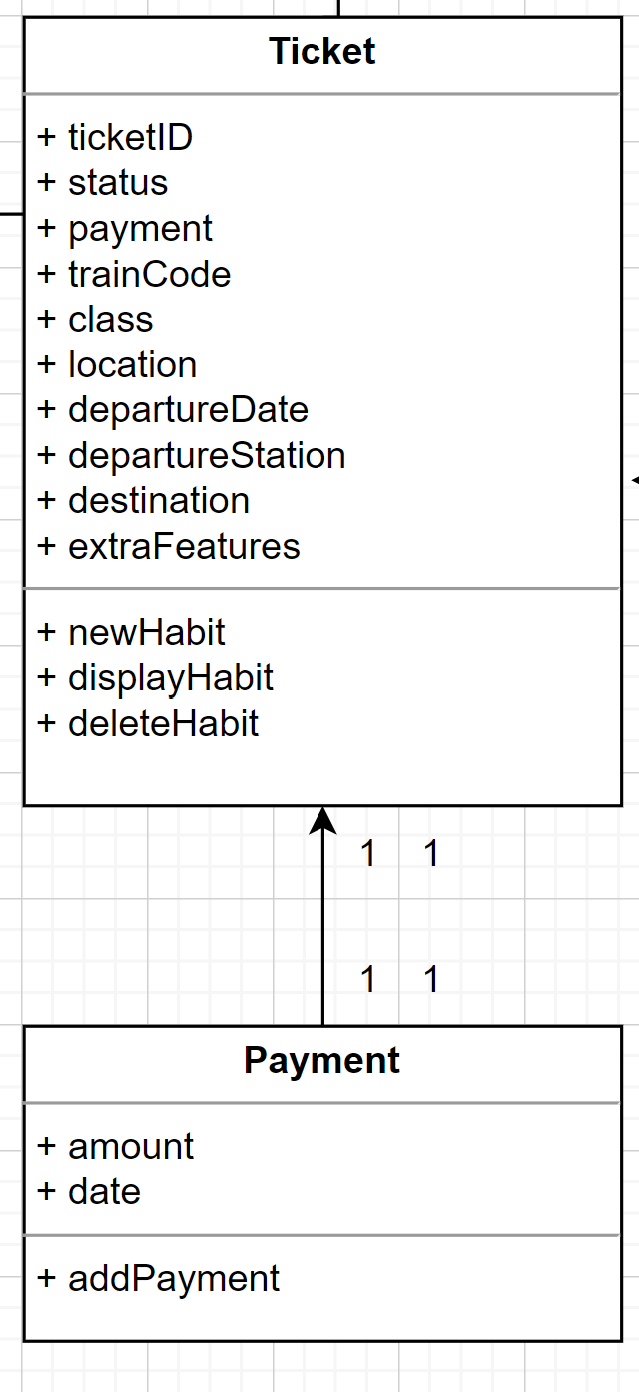 Ticket
+ ticketID
+ status
+ payment
+ trainCode
+ class
+ location
+ departureDate
+ departureStation
+ destination
+ extraFeatures
+ newHabit
+ displayHabit
+ deleteHabit
1 1
1 1
Payment
+ amount
+ date
+ addPayment